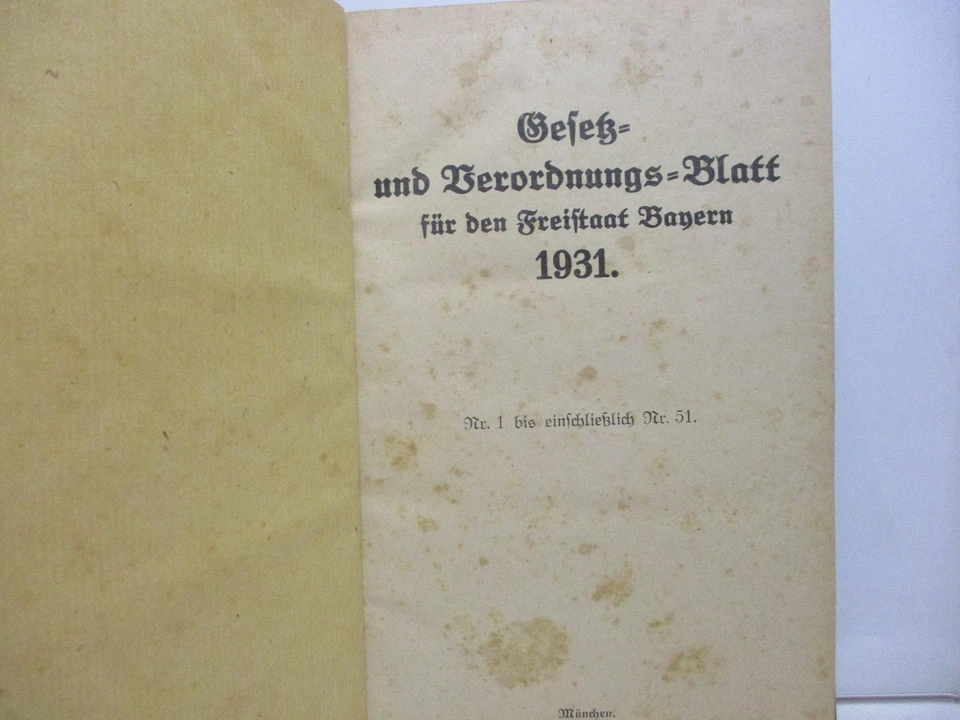 Gesetz-
und Verordnungs-Blatt
für den Freistaat Bayern
1931.
Nr. 1 bis einschließlich Nr. 51.
München.